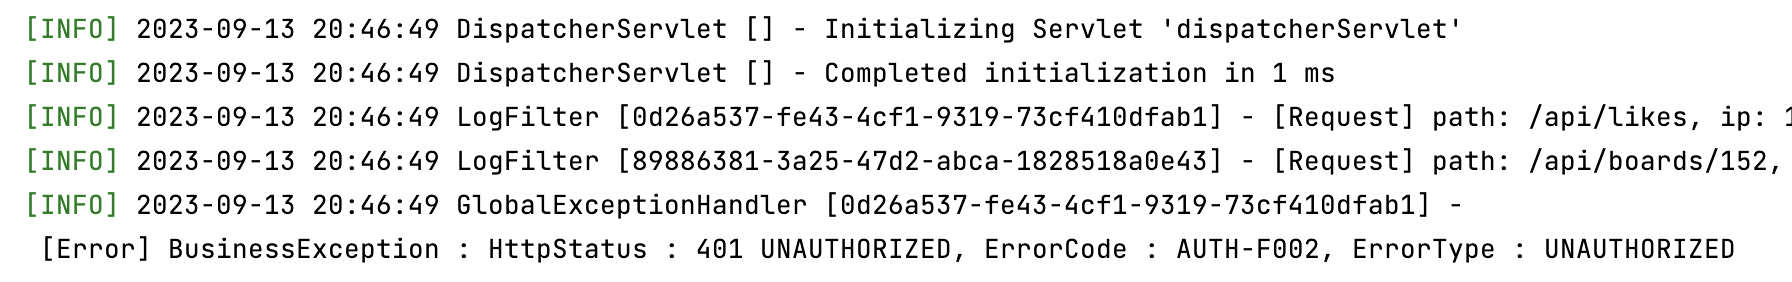 [INFO] 2023-09-13 20:46:49 DispatcherServlet [] - Initializing Servlet 'dispatcherServlet'
[INFO] 2023-09-13 20:46:49 DispatcherServlet [] - Completed initialization in 1 ms
[INFO] 2023-09-13 20:46:49 LogFilter [0d26a537-fe43-4cf1-9319-73cf410dfab1] - [Request] path: /api/likes, ip: 1
[INFO] 2023-09-13 20:46:49 LogFilter [89886381-3a25-47d2-abca-1828518a0e43] - [Request] path: /api/boards/152,
[INFO] 2023-09-13 20:46:49 GlobalExceptionHandler [0d26a537-fe43-4cf1-9319-73cf410dfab1] -
[Error] BusinessException : HttpStatus : 401 UNAUTHORIZED, ErrorCode : AUTH-F002, ErrorType : UNAUTHORIZED